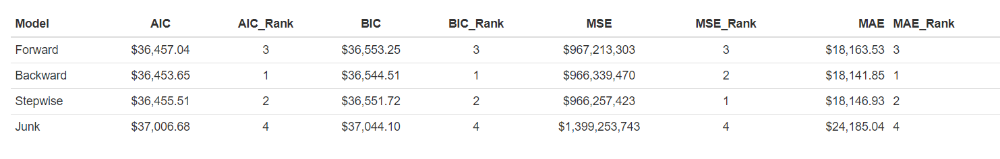 Model AIC AIC_Rank BIC BIC_Rank MSE MSE_Rank MAE MAE_Rank
Forward $36,457.04 3 $36,553.25 3 $967,213,303 3 $18,163.53 3
Backward $36,453.65 1 $36,544.51 1 $966,339,470 2 $18,141.85 1
Stepwise $36,455.51 2 $36,551.72 2 $966,257,423 1 $18,146.93 2
Junk $37,006.68 4 $37,044.10 4 $1,399,253,743 4 $24,185.04 4